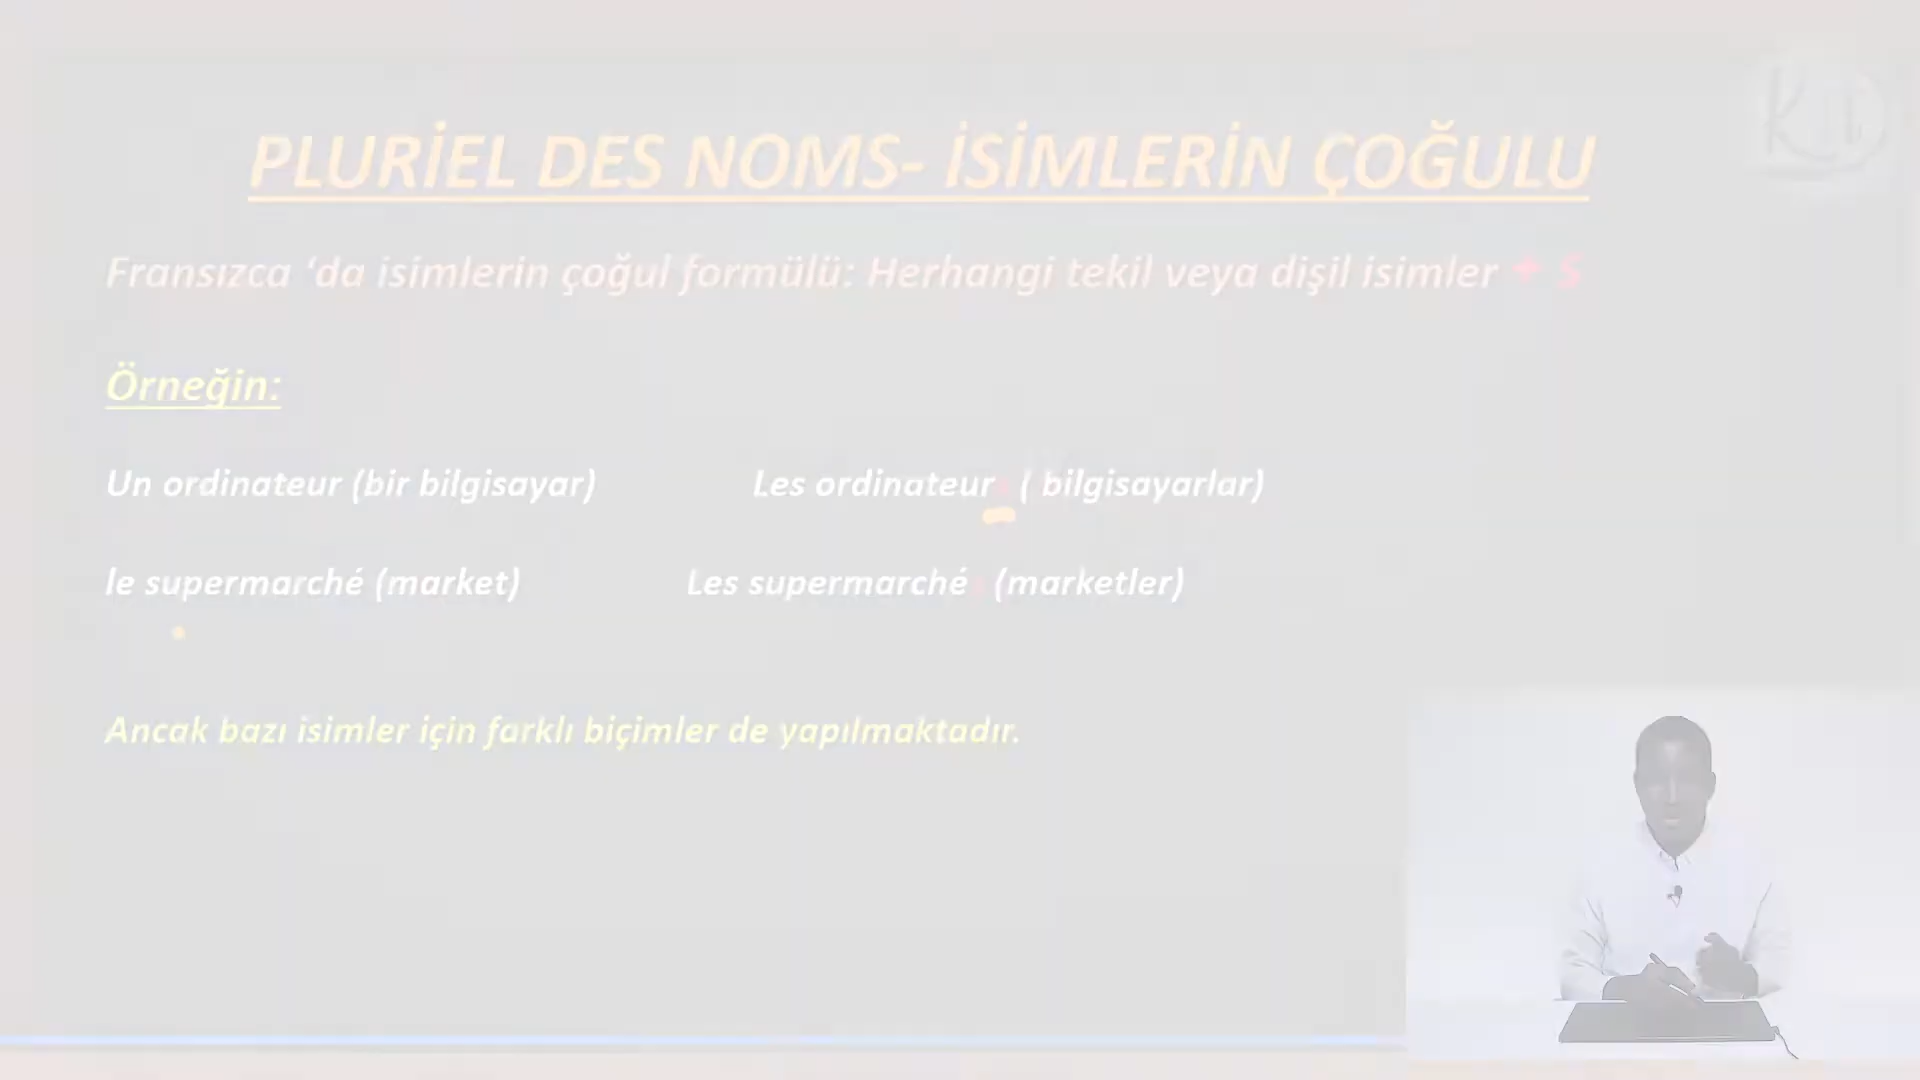 PLURİEL DES NOMS- İSİMLERİN ÇOĞULU
Fransızca ‘da isimlerin çoğul formülü: Herhangi tekil veya dişil isimler + S
Örneğin:
Un ordinateur (bir bilgisayar) Les ordinateurs ( bilgisayarlar)
le supermarché (market) Les supermarchés (marketler)
Ancak bazı isimler için farklı biçimler de yapılmaktadır.